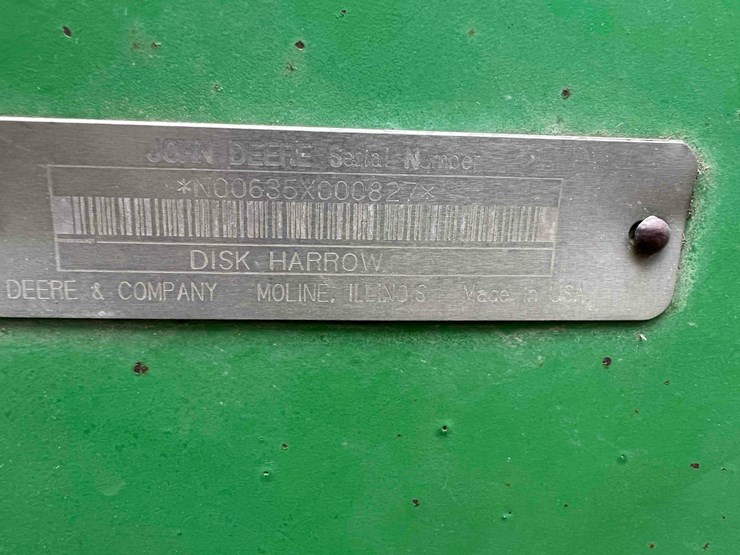 JOHN DEERE Serial Number
*N00635X000827*
DISK HARROW
DEERE & COMPANY MOLINE, ILLINOIS Made in USA